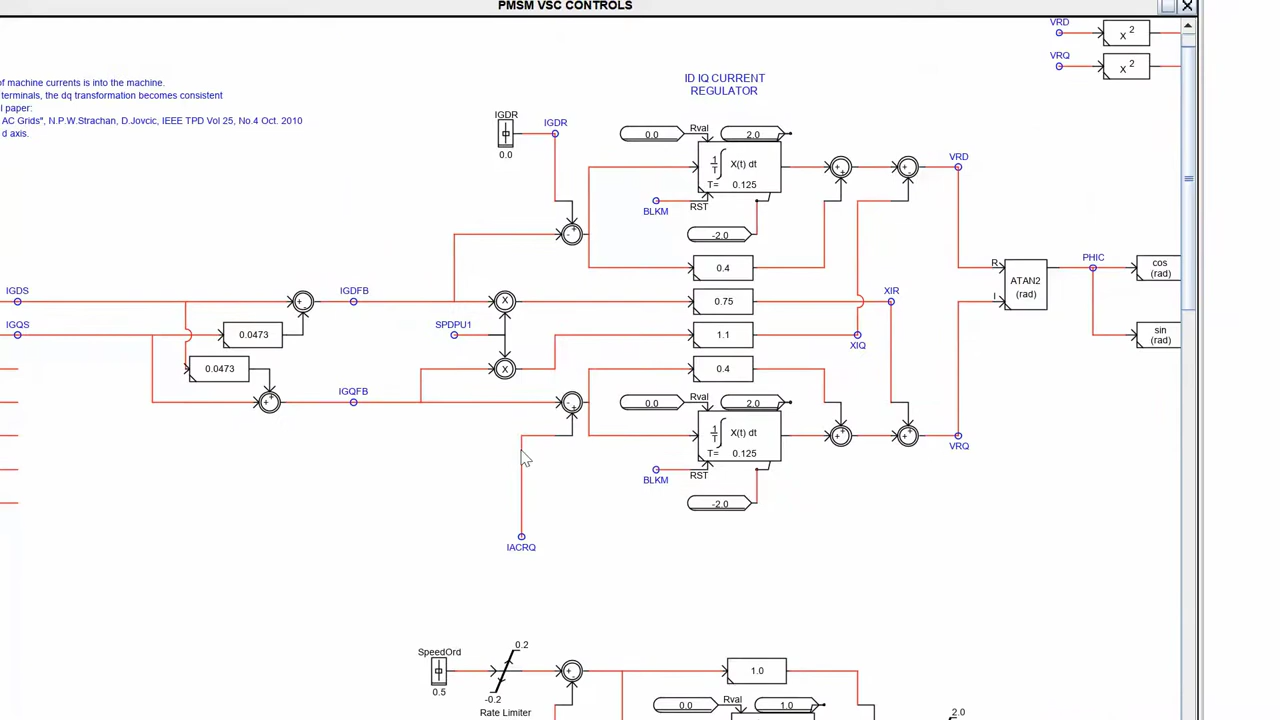 PMSM VSC CONTROLS
VRD
X 2
VRQ
X 2
of machine currents is into the machine.
terminals, the dq transformation becomes consistent
l paper:
AC Grids", N.P.W.Strachan, D.Jovcic, IEEE TPD Vol 25, No.4 Oct. 2010
d axis.
ID IQ CURRENT
REGULATOR
IGDR
0.0
IGDR
0.0
Rval
2.0
1
T
X(t) dt
T= 0.125
BLKM
RST
-2.0
+
+
+
-
VRD
-
+
0.4
IGDS
+
-
IGDFB
X
0.75
XIR
SPDPU1
IGQS
0.0473
1.1
XIQ
0.0473
X
0.4
+
+
IGQFB
-
+
0.0
Rval
2.0
1
T
X(t) dt
T= 0.125
BLKM
RST
-2.0
+
+
+
+
VRQ
R
ATAN2
(rad)
I
PHIC
cos
(rad)
sin
(rad)
IACRQ
SpeedOrd
0.5
0.2
-0.2
Rate Limiter
+
-
1.0
0.0
Rval
1.0
2.0